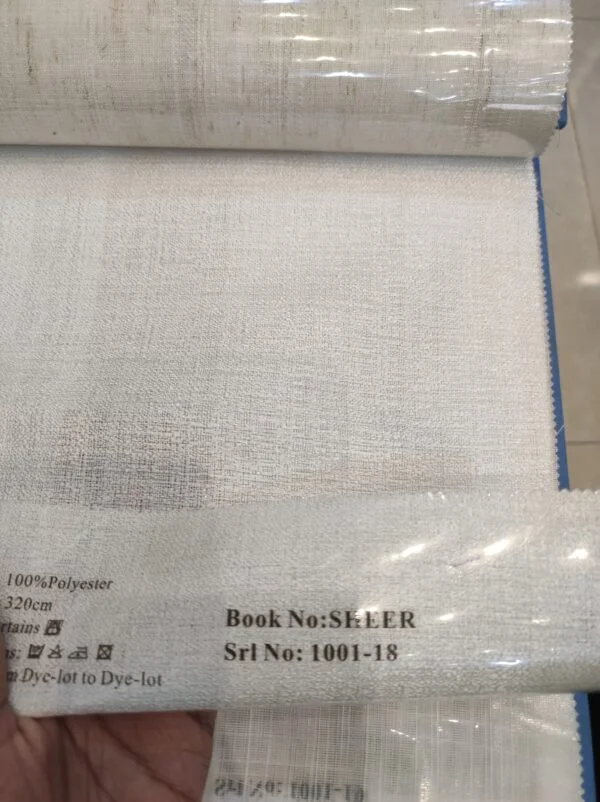 100%Polyester
320cm
rtains
s:
m Dye-lot to Dye-lot
Book No:SHEER
Srl No: 1001-18